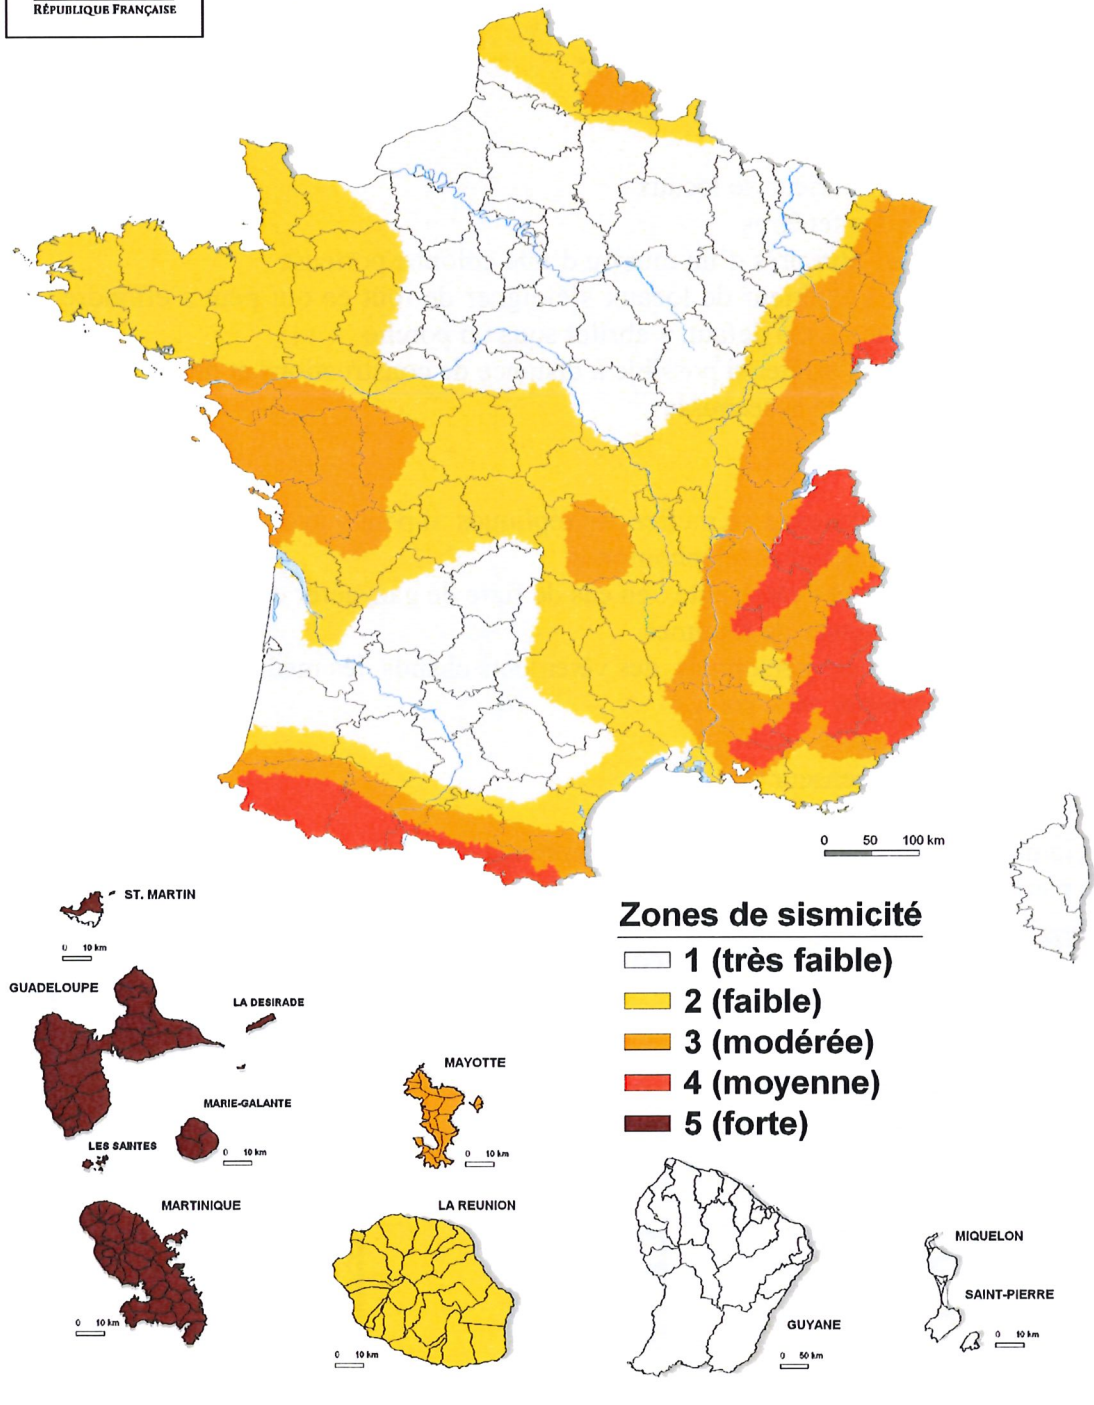 RÉPUBLIQUE FRANÇAISE
0 50 100 km
ST. MARTIN
0 10 km
Zones de sismicité
1 (très faible)
2 (faible)
3 (modérée)
4 (moyenne)
5 (forte)
GUADELOUPE
LA DESIRADE
MARIE-GALANTE
LES SAINTES
0 10 km
MAYOTTE
0 10 km
MARTINIQUE
0 10 km
LA REUNION
0 10 km
GUYANE
0 50 km
MIQUELON
SAINT-PIERRE
0 10 km